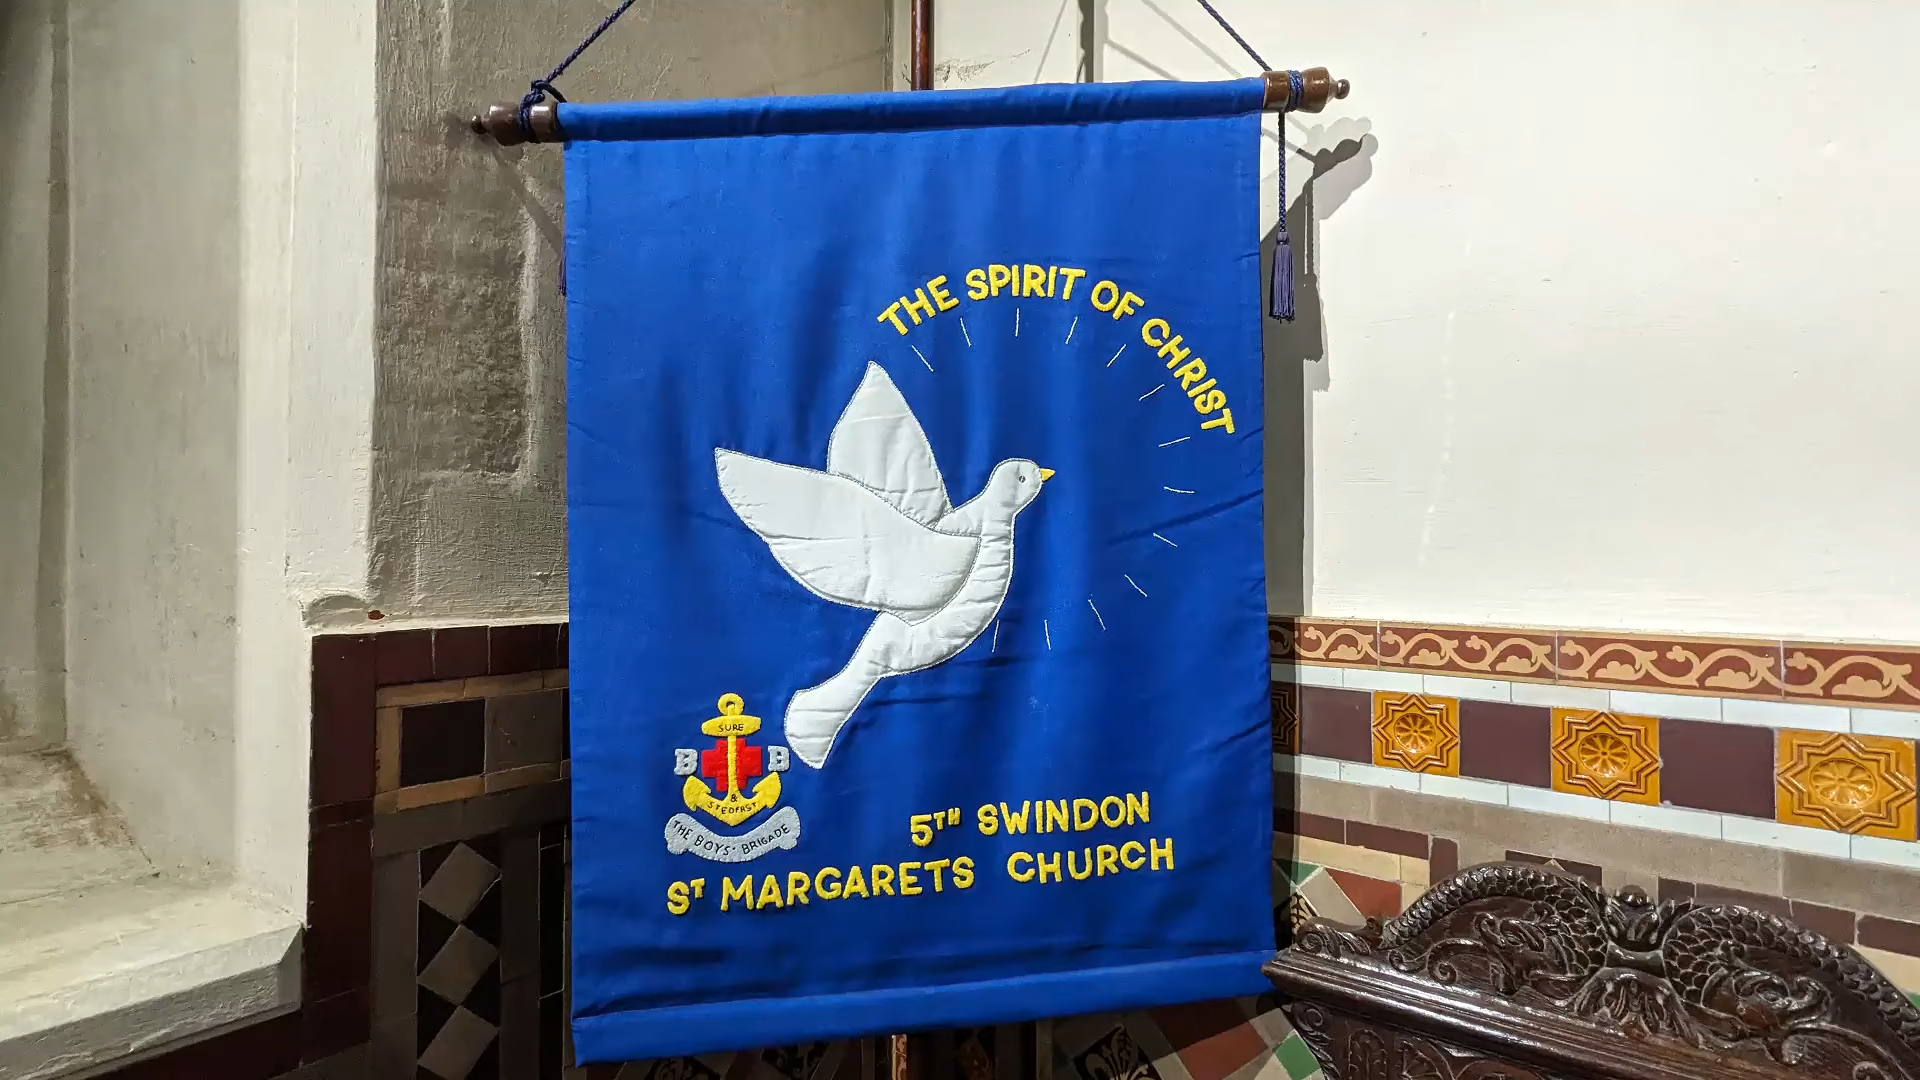 THE SPIRIT OF CHRIST
SURE
B B
& STEDFAST
THE BOYS' BRIGADE
5TH SWINDON
ST MARGARETS CHURCH